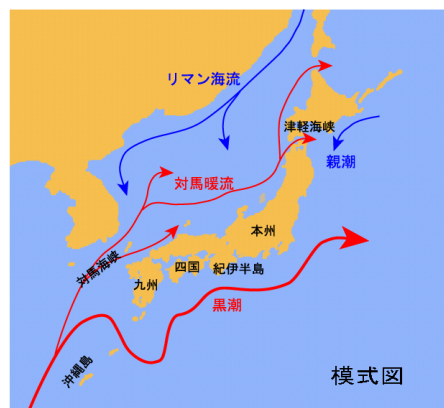 リマン海流
津軽海峡
親潮
対馬暖流
本州
対馬海峡
四国
紀伊半島
九州
黒潮
沖縄島
模式図